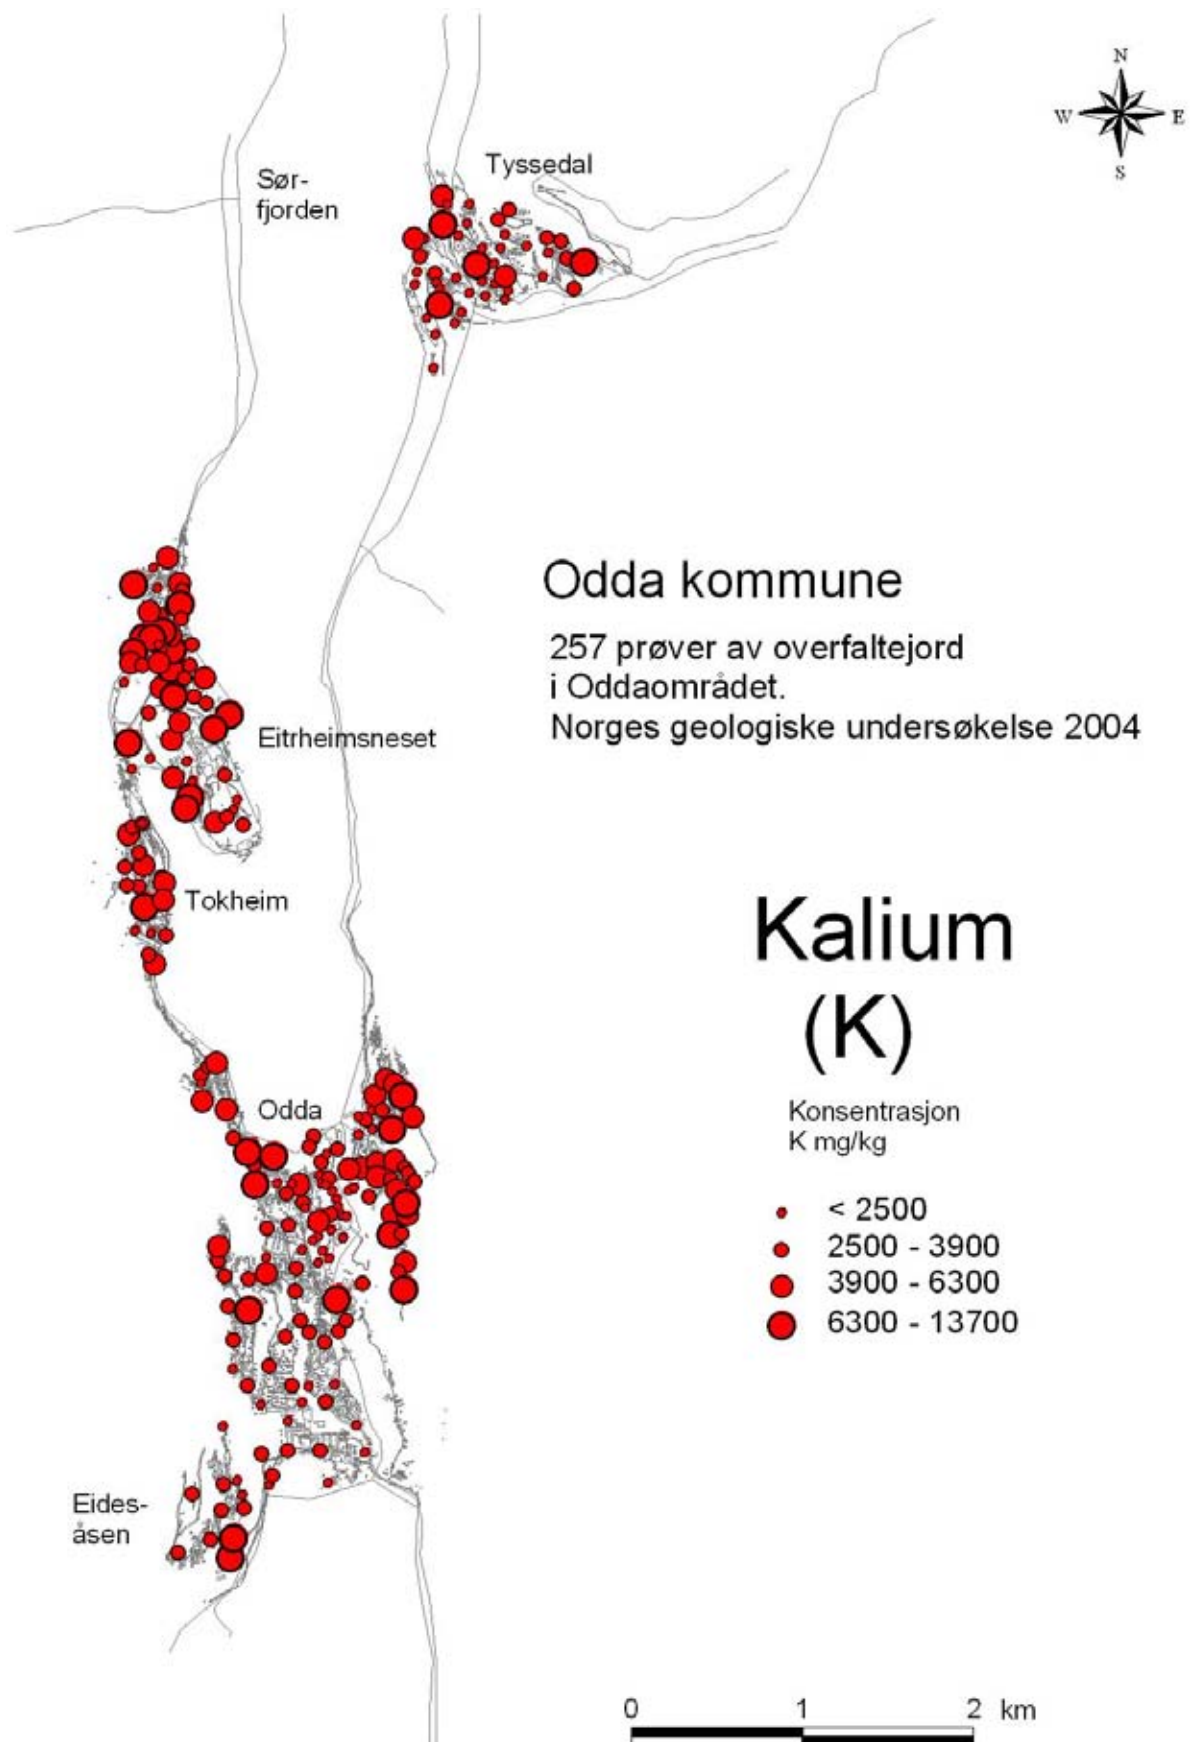 N
W E
S
Tyssedal
Sør-
fjorden
Odda kommune
257 prøver av overfaltejord
i Oddaområdet.
Norges geologiske undersøkelse 2004
Eitrheimsneset
Tokheim
Kalium
(K)
Odda
Konsentrasjon
K mg/kg
< 2500
2500 - 3900
3900 - 6300
6300 - 13700
Eides-
åsen
0 1 2 km